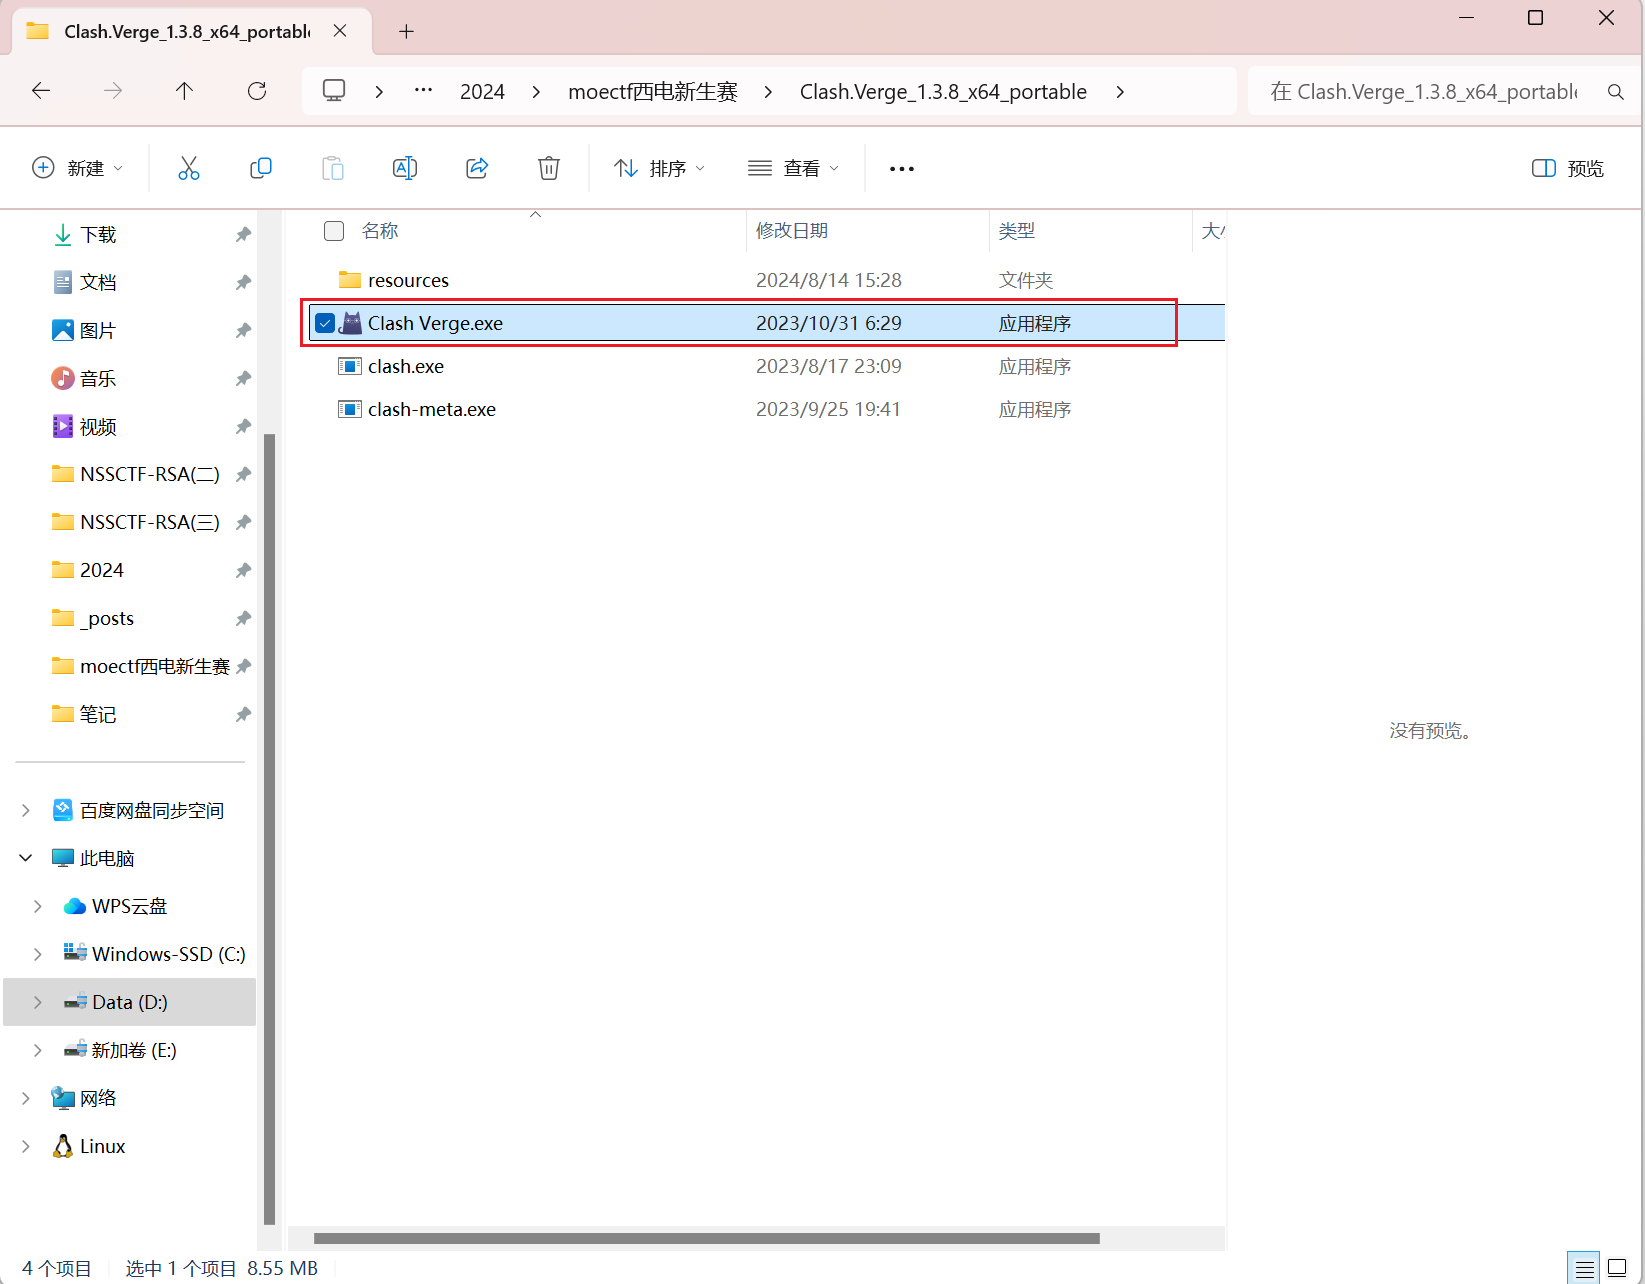 Clash.Verge_1.3.8_x64_portabl
… 2024 moectf西电新生赛 Clash.Verge_1.3.8_x64_portable
在 Clash.Verge_1.3.8_x64_portabl
新建 排序 查看 预览
下载
文档
图片
音乐
视频
NSSCTF-RSA(二)
NSSCTF-RSA(三)
2024
_posts
moectf西电新生赛
笔记
百度网盘同步空间
此电脑
WPS云盘
Windows-SSD (C:)
Data (D:)
新加卷 (E:)
网络
Linux
名称 修改日期 类型 大小
resources 2024/8/14 15:28 文件夹
Clash Verge.exe 2023/10/31 6:29 应用程序
clash.exe 2023/8/17 23:09 应用程序
clash-meta.exe 2023/9/25 19:41 应用程序
没有预览。
4 个项目 选中 1 个项目 8.55 MB